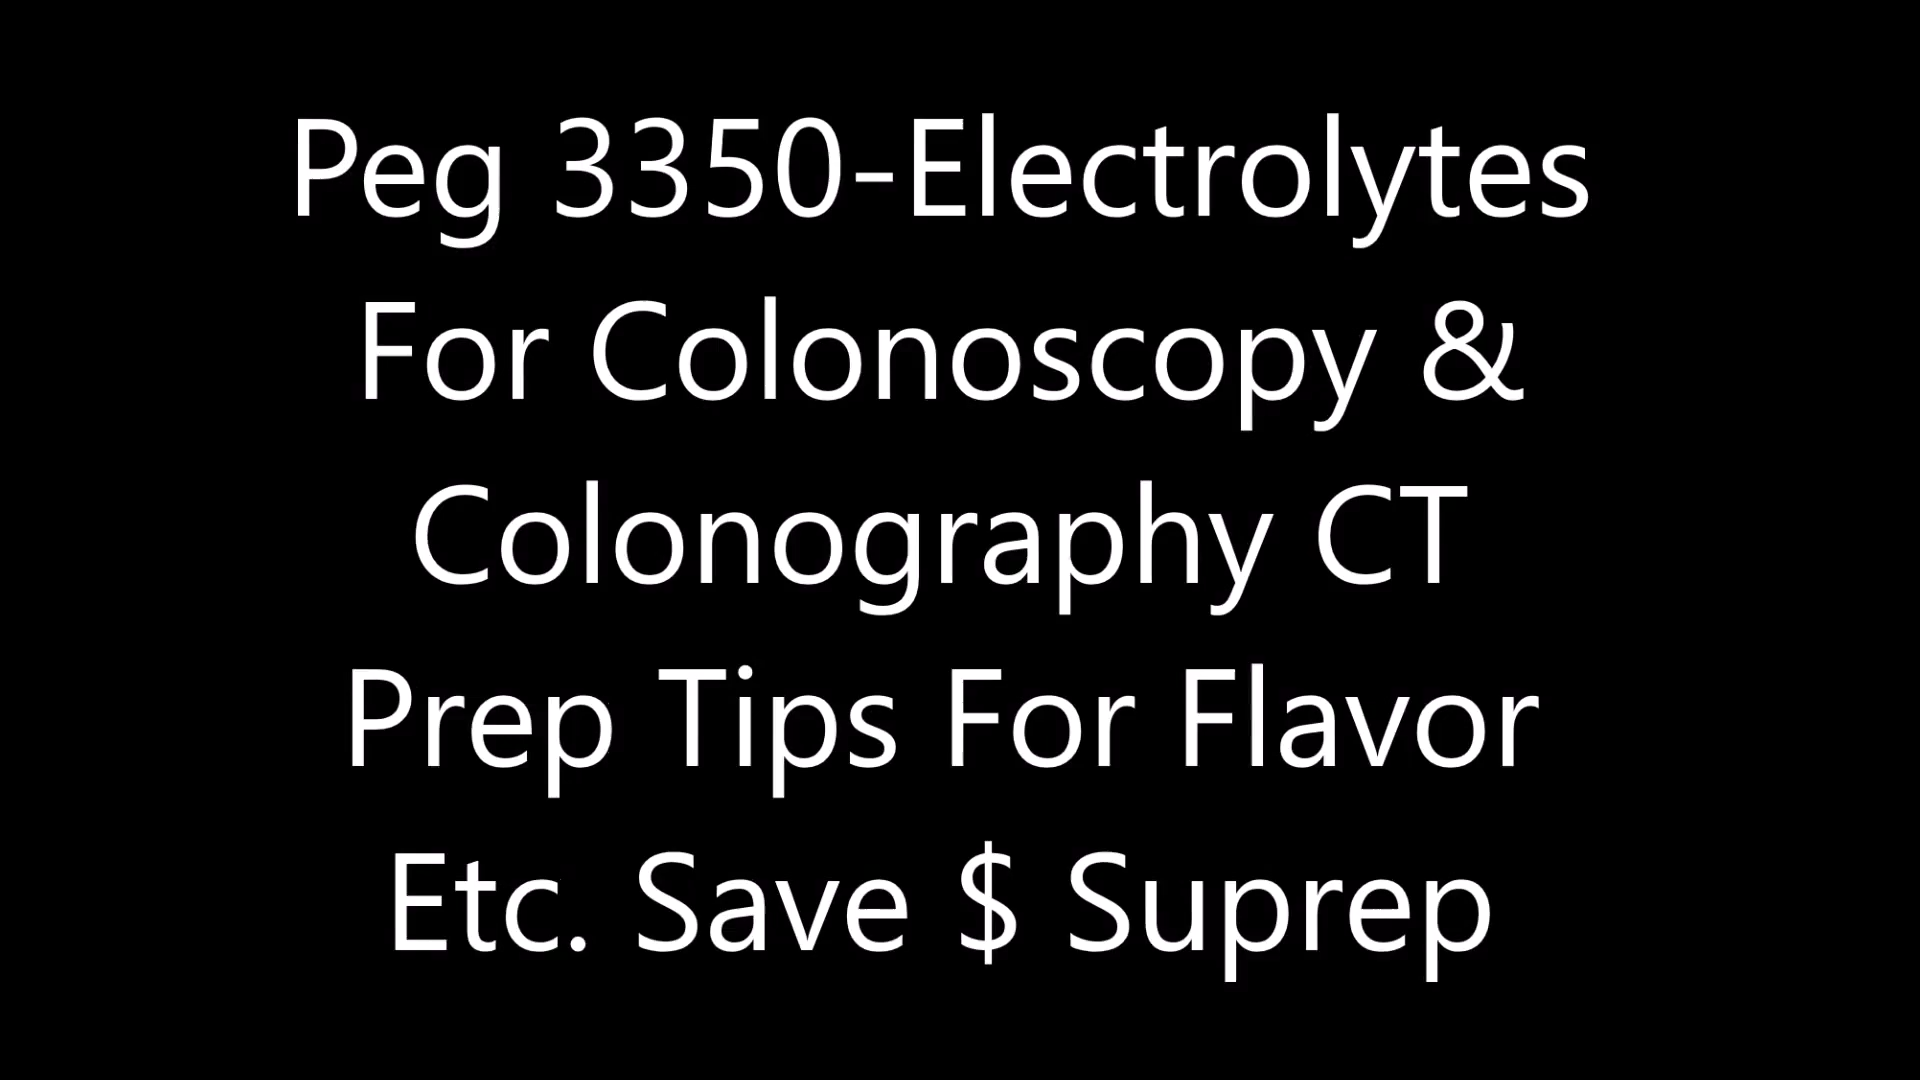 Peg 3350-Electrolytes
For Colonoscopy &
Colonography CT
Prep Tips For Flavor
Etc. Save $ Suprep